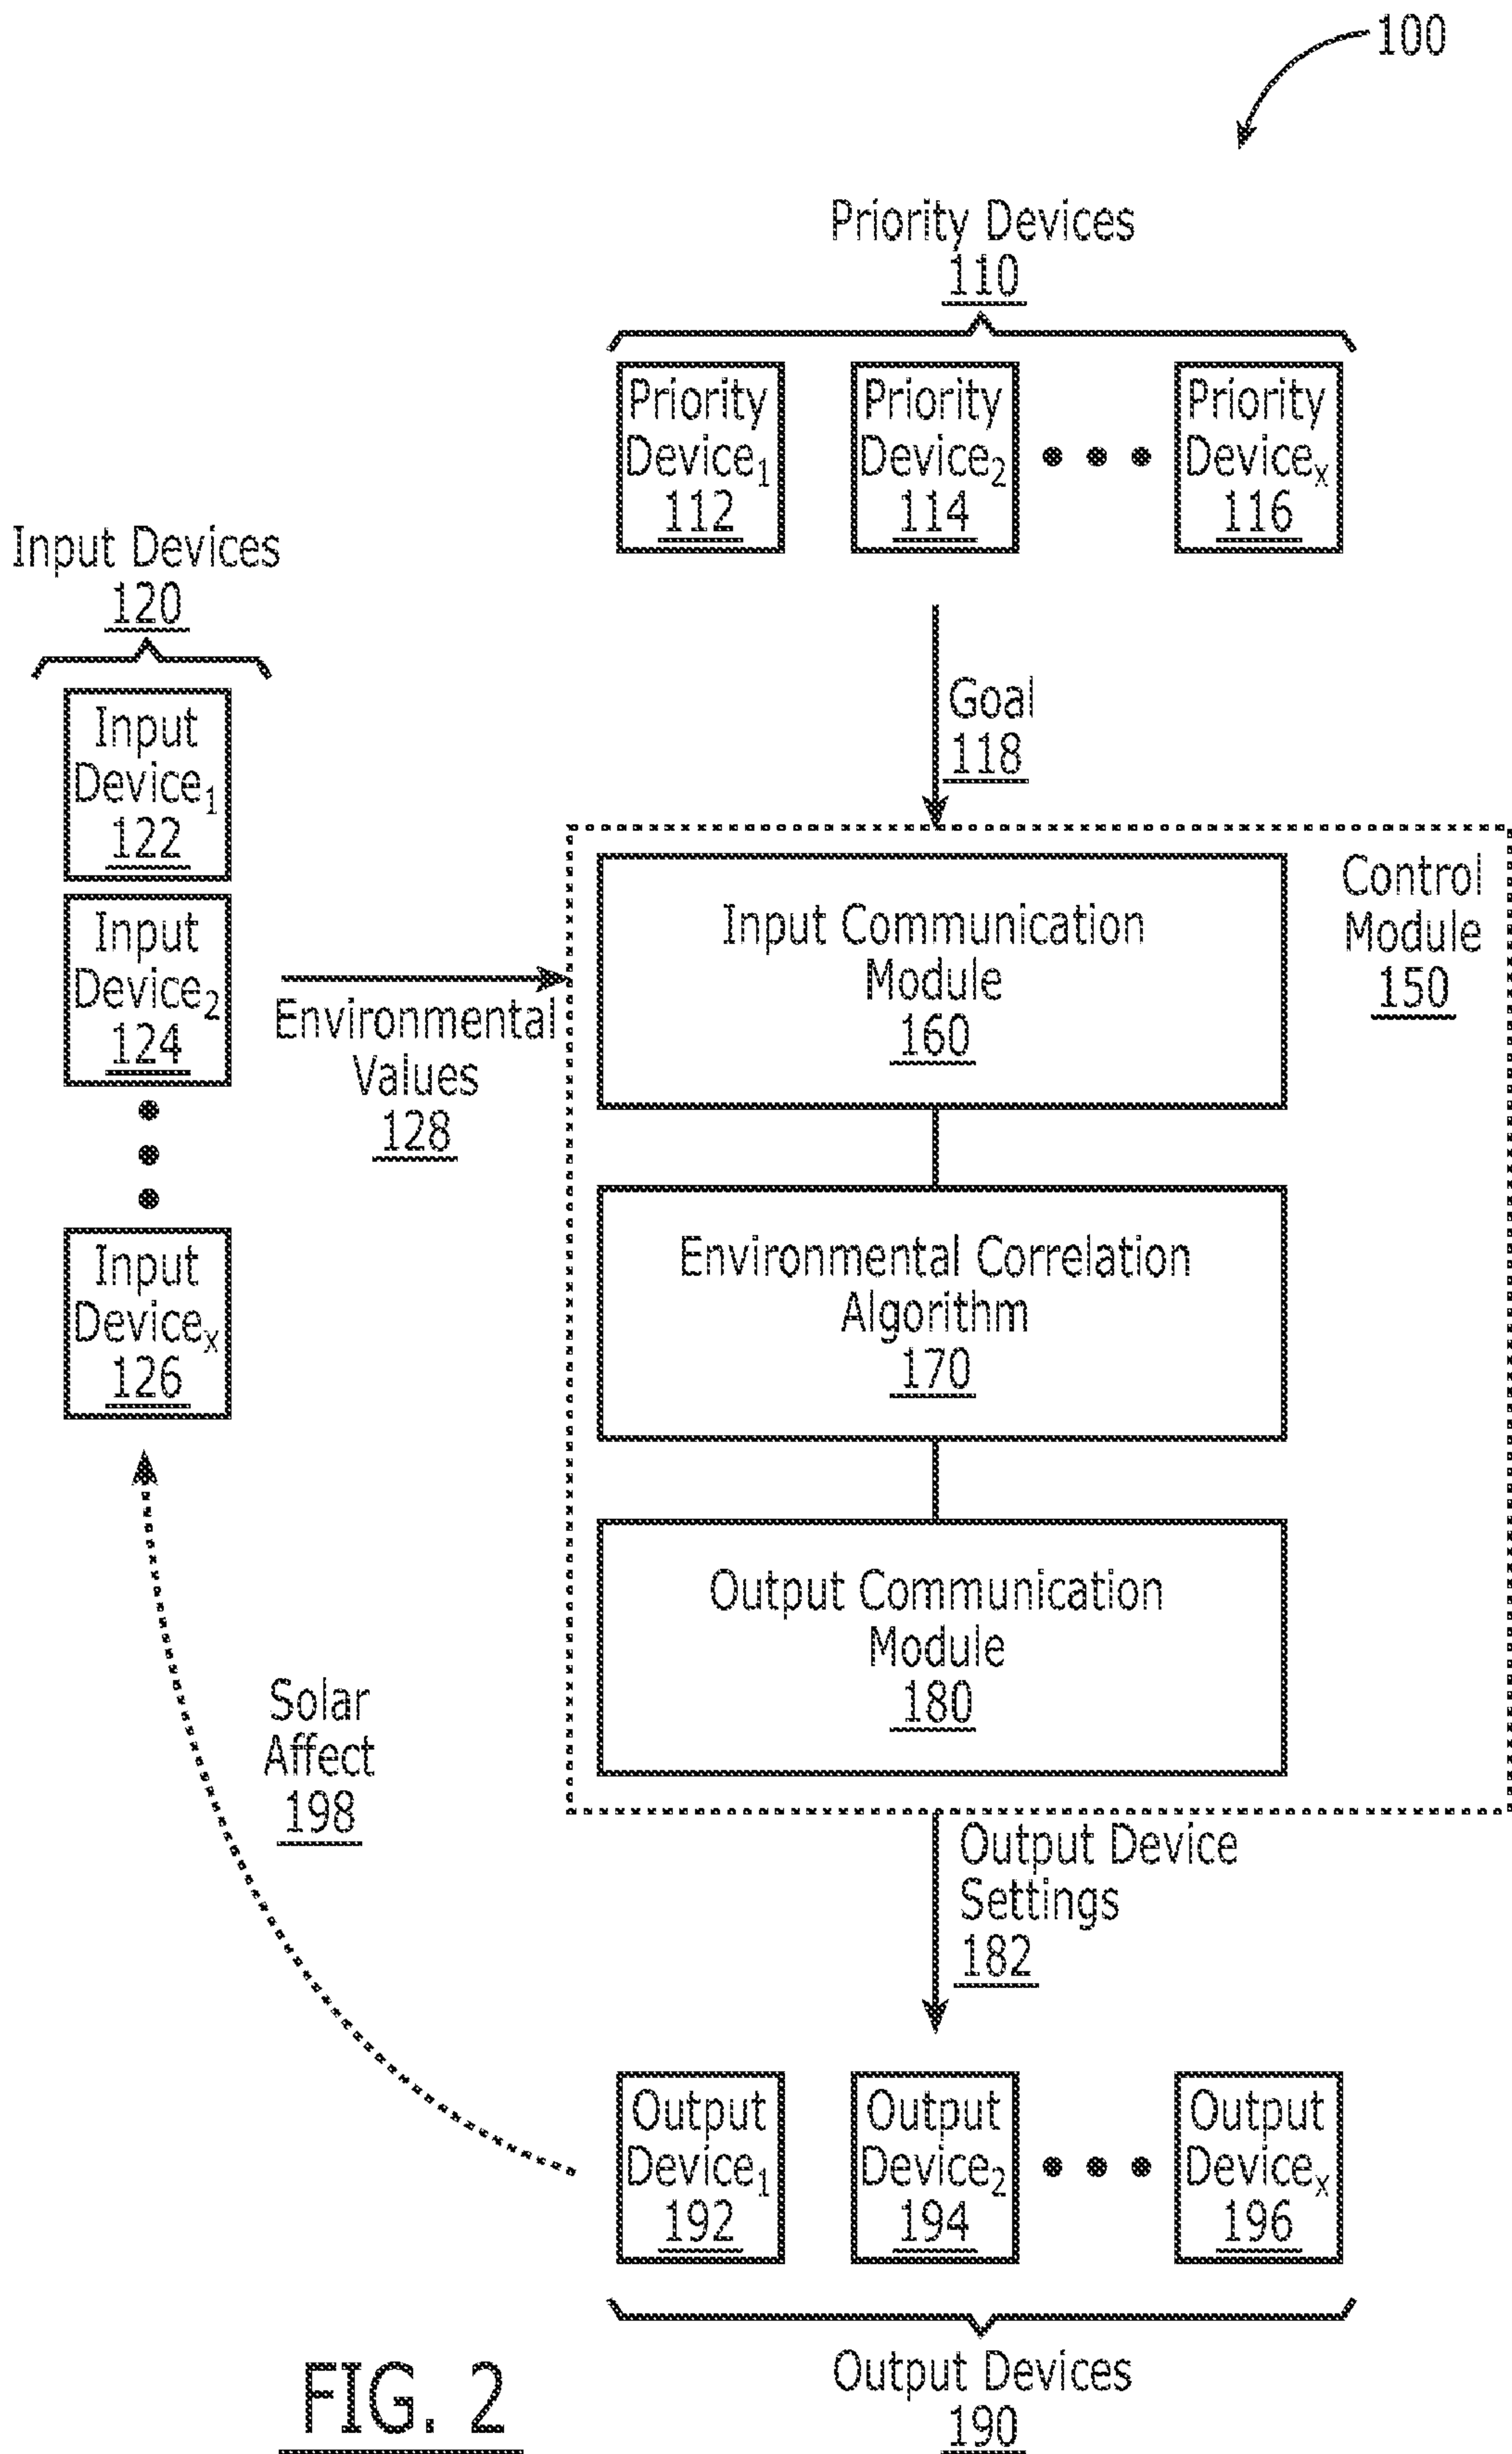 100
Priority Devices
110
Priority
Device1
112
Priority
Device2
114
Priority
Devicex
116
Input Devices
120
Input
Device1
122
Input
Device2
124
Input
Devicex
126
Goal
118
Environmental
Values
128
Control
Module
150
Input Communication
Module
160
Environmental Correlation
Algorithm
170
Output Communication
Module
180
Solar
Affect
198
Output Device
Settings
182
Output
Device1
192
Output
Device2
194
Output
Devicex
196
Output Devices
190
FIG. 2